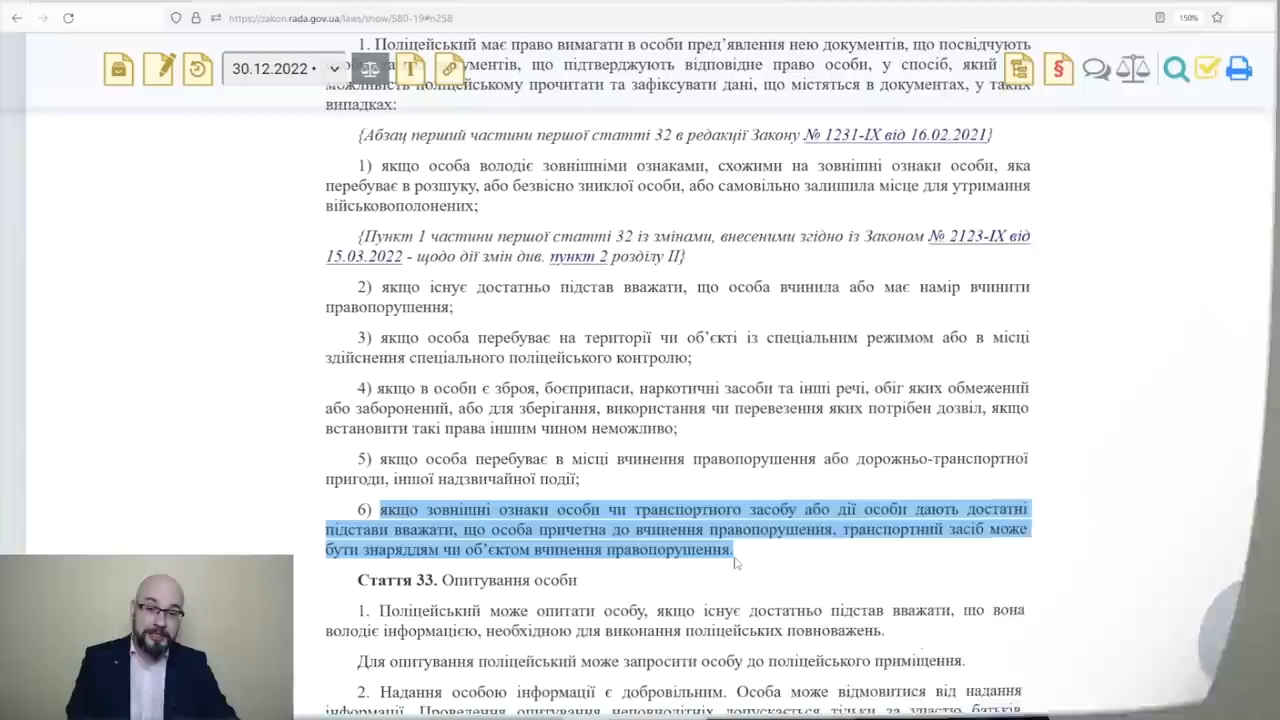 https://zakon.rada.gov.ua/laws/show/580-19#n258
150%
30.12.2022 •
1. Поліцейський має право вимагати в особи пред’явлення нею документів, що посвідчують
що підтверджують відповідне право особи, у спосіб, який
поліцейському прочитати та зафіксувати дані, що містяться в документах, у таких
випадках:
{Абзац перший частини першої статті 32 в редакції Закону № 1231-IX від 16.02.2021}
1) якщо особа володіє зовнішніми ознаками, схожими на зовнішні ознаки особи, яка
перебуває в розшуку, або безвісно зниклої особи, або самовільно залишила місце для утримання
військовополонених;
{Пункт 1 частини першої статті 32 із змінами, внесеними згідно із Законом № 2123-IX від
15.03.2022 - щодо дії змін див. пункт 2 розділу II}
2) якщо існує достатньо підстав вважати, що особа вчинила або має намір вчинити
правопорушення;
3) якщо особа перебуває на території чи об’єкті із спеціальним режимом або в місці
здійснення спеціального поліцейського контролю;
4) якщо в особи є зброя, боєприпаси, наркотичні засоби та інші речі, обіг яких обмежений
або заборонений, або для зберігання, використання чи перевезення яких потрібен дозвіл, якщо
встановити такі права іншим чином неможливо;
5) якщо особа перебуває в місці вчинення правопорушення або дорожньо-транспортної
пригоди, іншої надзвичайної події;
6) якщо зовнішні ознаки особи чи транспортного засобу або дії особи дають достатні
підстави вважати, що особа причетна до вчинення правопорушення, транспортний засіб може
бути знаряддям чи об’єктом вчинення правопорушення.
Стаття 33. Опитування особи
1. Поліцейський може опитати особу, якщо існує достатньо підстав вважати, що вона
володіє інформацією, необхідною для виконання поліцейських повноважень.
Для опитування поліцейський може запросити особу до поліцейського приміщення.
2. Надання особою інформації є добровільним. Особа може відмовитися від надання
інформації. Проведення опитування неповнолітніх допускається тільки за участю батьків